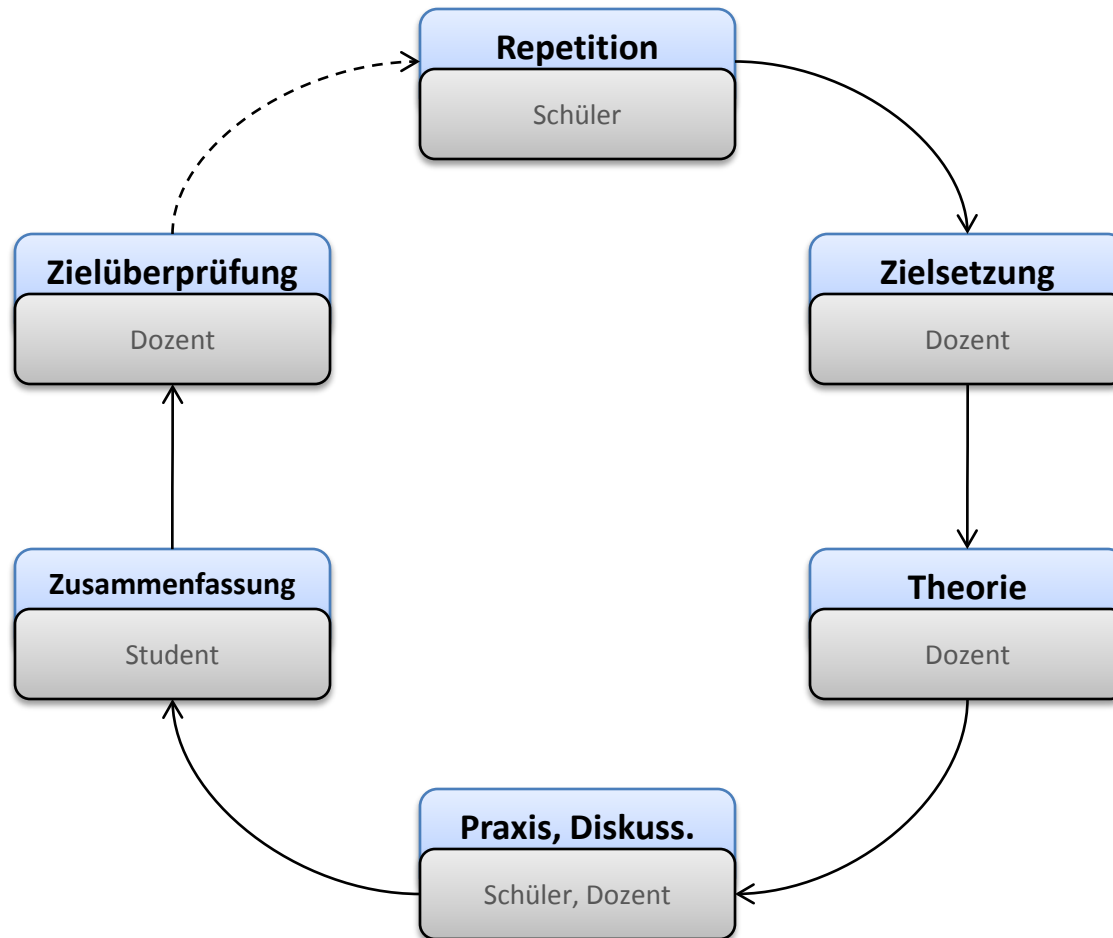 Repetition
Schüler
Zielsetzung
Dozent
Theorie
Dozent
Praxis, Diskuss.
Schüler, Dozent
Zusammenfassung
Student
Zielüberprüfung
Dozent